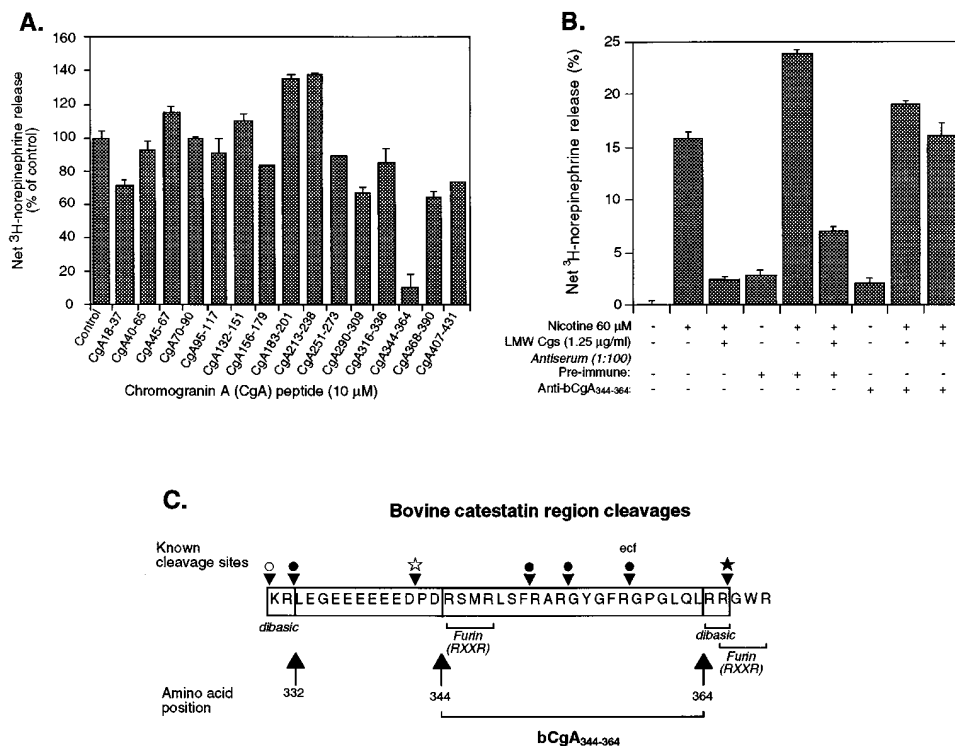 A.
Net ³H-norepinephrine release
(% of control)
160
140
120
100
80
60
40
20
0
Control
CgA18-37
CgA40-65
CgA45-67
CgA70-90
CgA95-117
CgA132-151
CgA156-179
CgA183-201
CgA213-238
CgA251-273
CgA290-309
CgA316-336
CgA344-364
CgA368-390
CgA407-431
Chromogranin A (CgA) peptide (10 µM)
B.
Net ³H-norepinephrine release (%)
25
20
15
10
5
0
Nicotine 60 µM - + + - + + - + +
LMW Cgs (1.25 µg/ml) - - + - - + - - +
Antiserum (1:100)
Pre-immune: - - - + + + - - -
Anti-bCgA₃₄₄₋₃₆₄: - - - - - - + + +
C.
Bovine catestatin region cleavages
Known
cleavage sites
ecf
KRLEGEEEEEEDPDRSMRLSFRARGYGFRGPGLQLRRGWR
dibasic
Furin
(RXXR)
dibasic
Furin
(RXXR)
Amino acid
position
332
344
364
bCgA₃₄₄₋₃₆₄